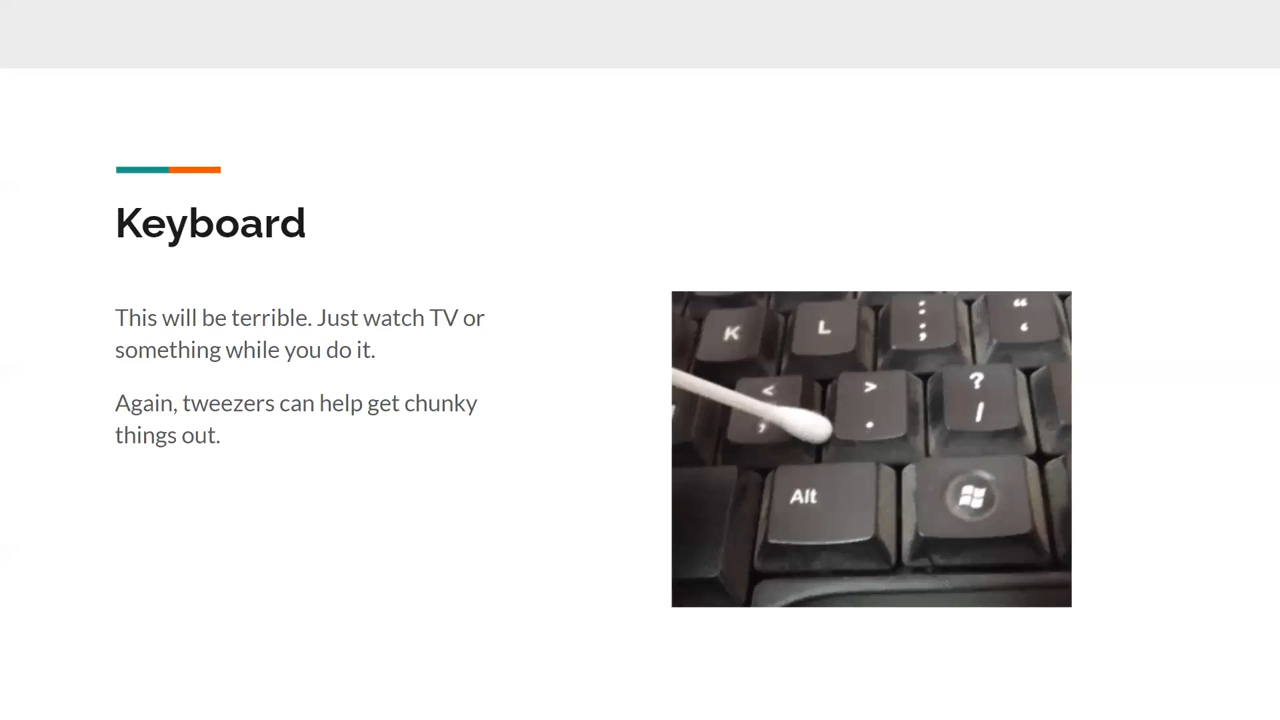 Keyboard
This will be terrible. Just watch TV or
something while you do it.
Again, tweezers can help get chunky
things out.
K L : ; “ ‘
< , > . ? /
Alt